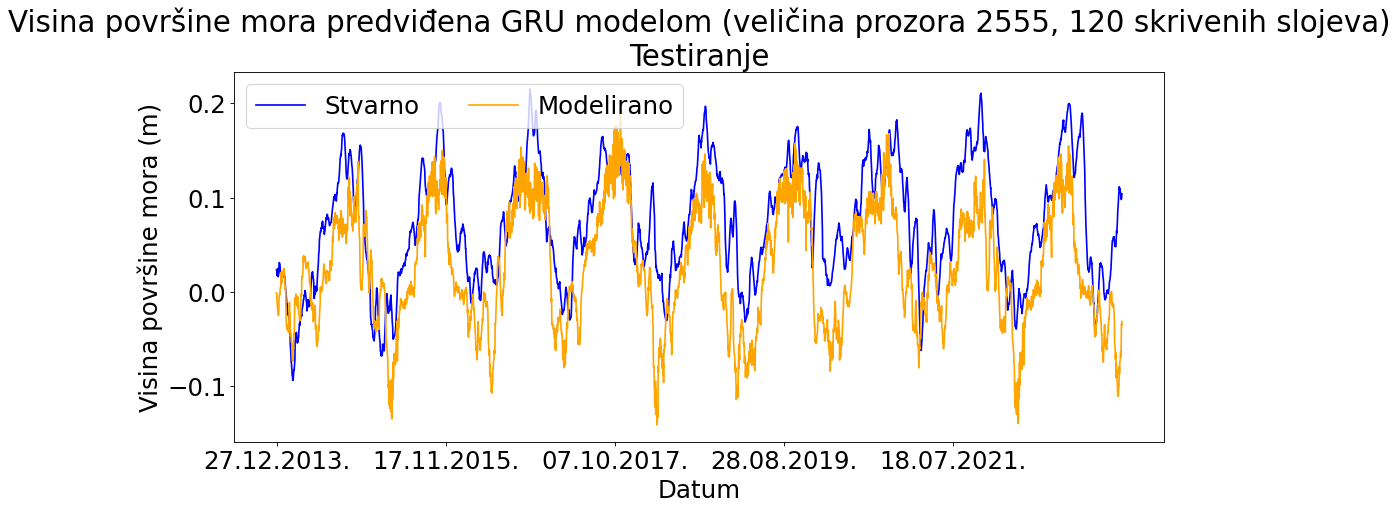 Visina površine mora predviđena GRU modelom (veličina prozora 2555, 120 skrivenih slojeva)
Testiranje
Stvarno Modelirano
Visina površine mora (m)
0.2
0.1
0.0
−0.1
27.12.2013. 17.11.2015. 07.10.2017. 28.08.2019. 18.07.2021.
Datum